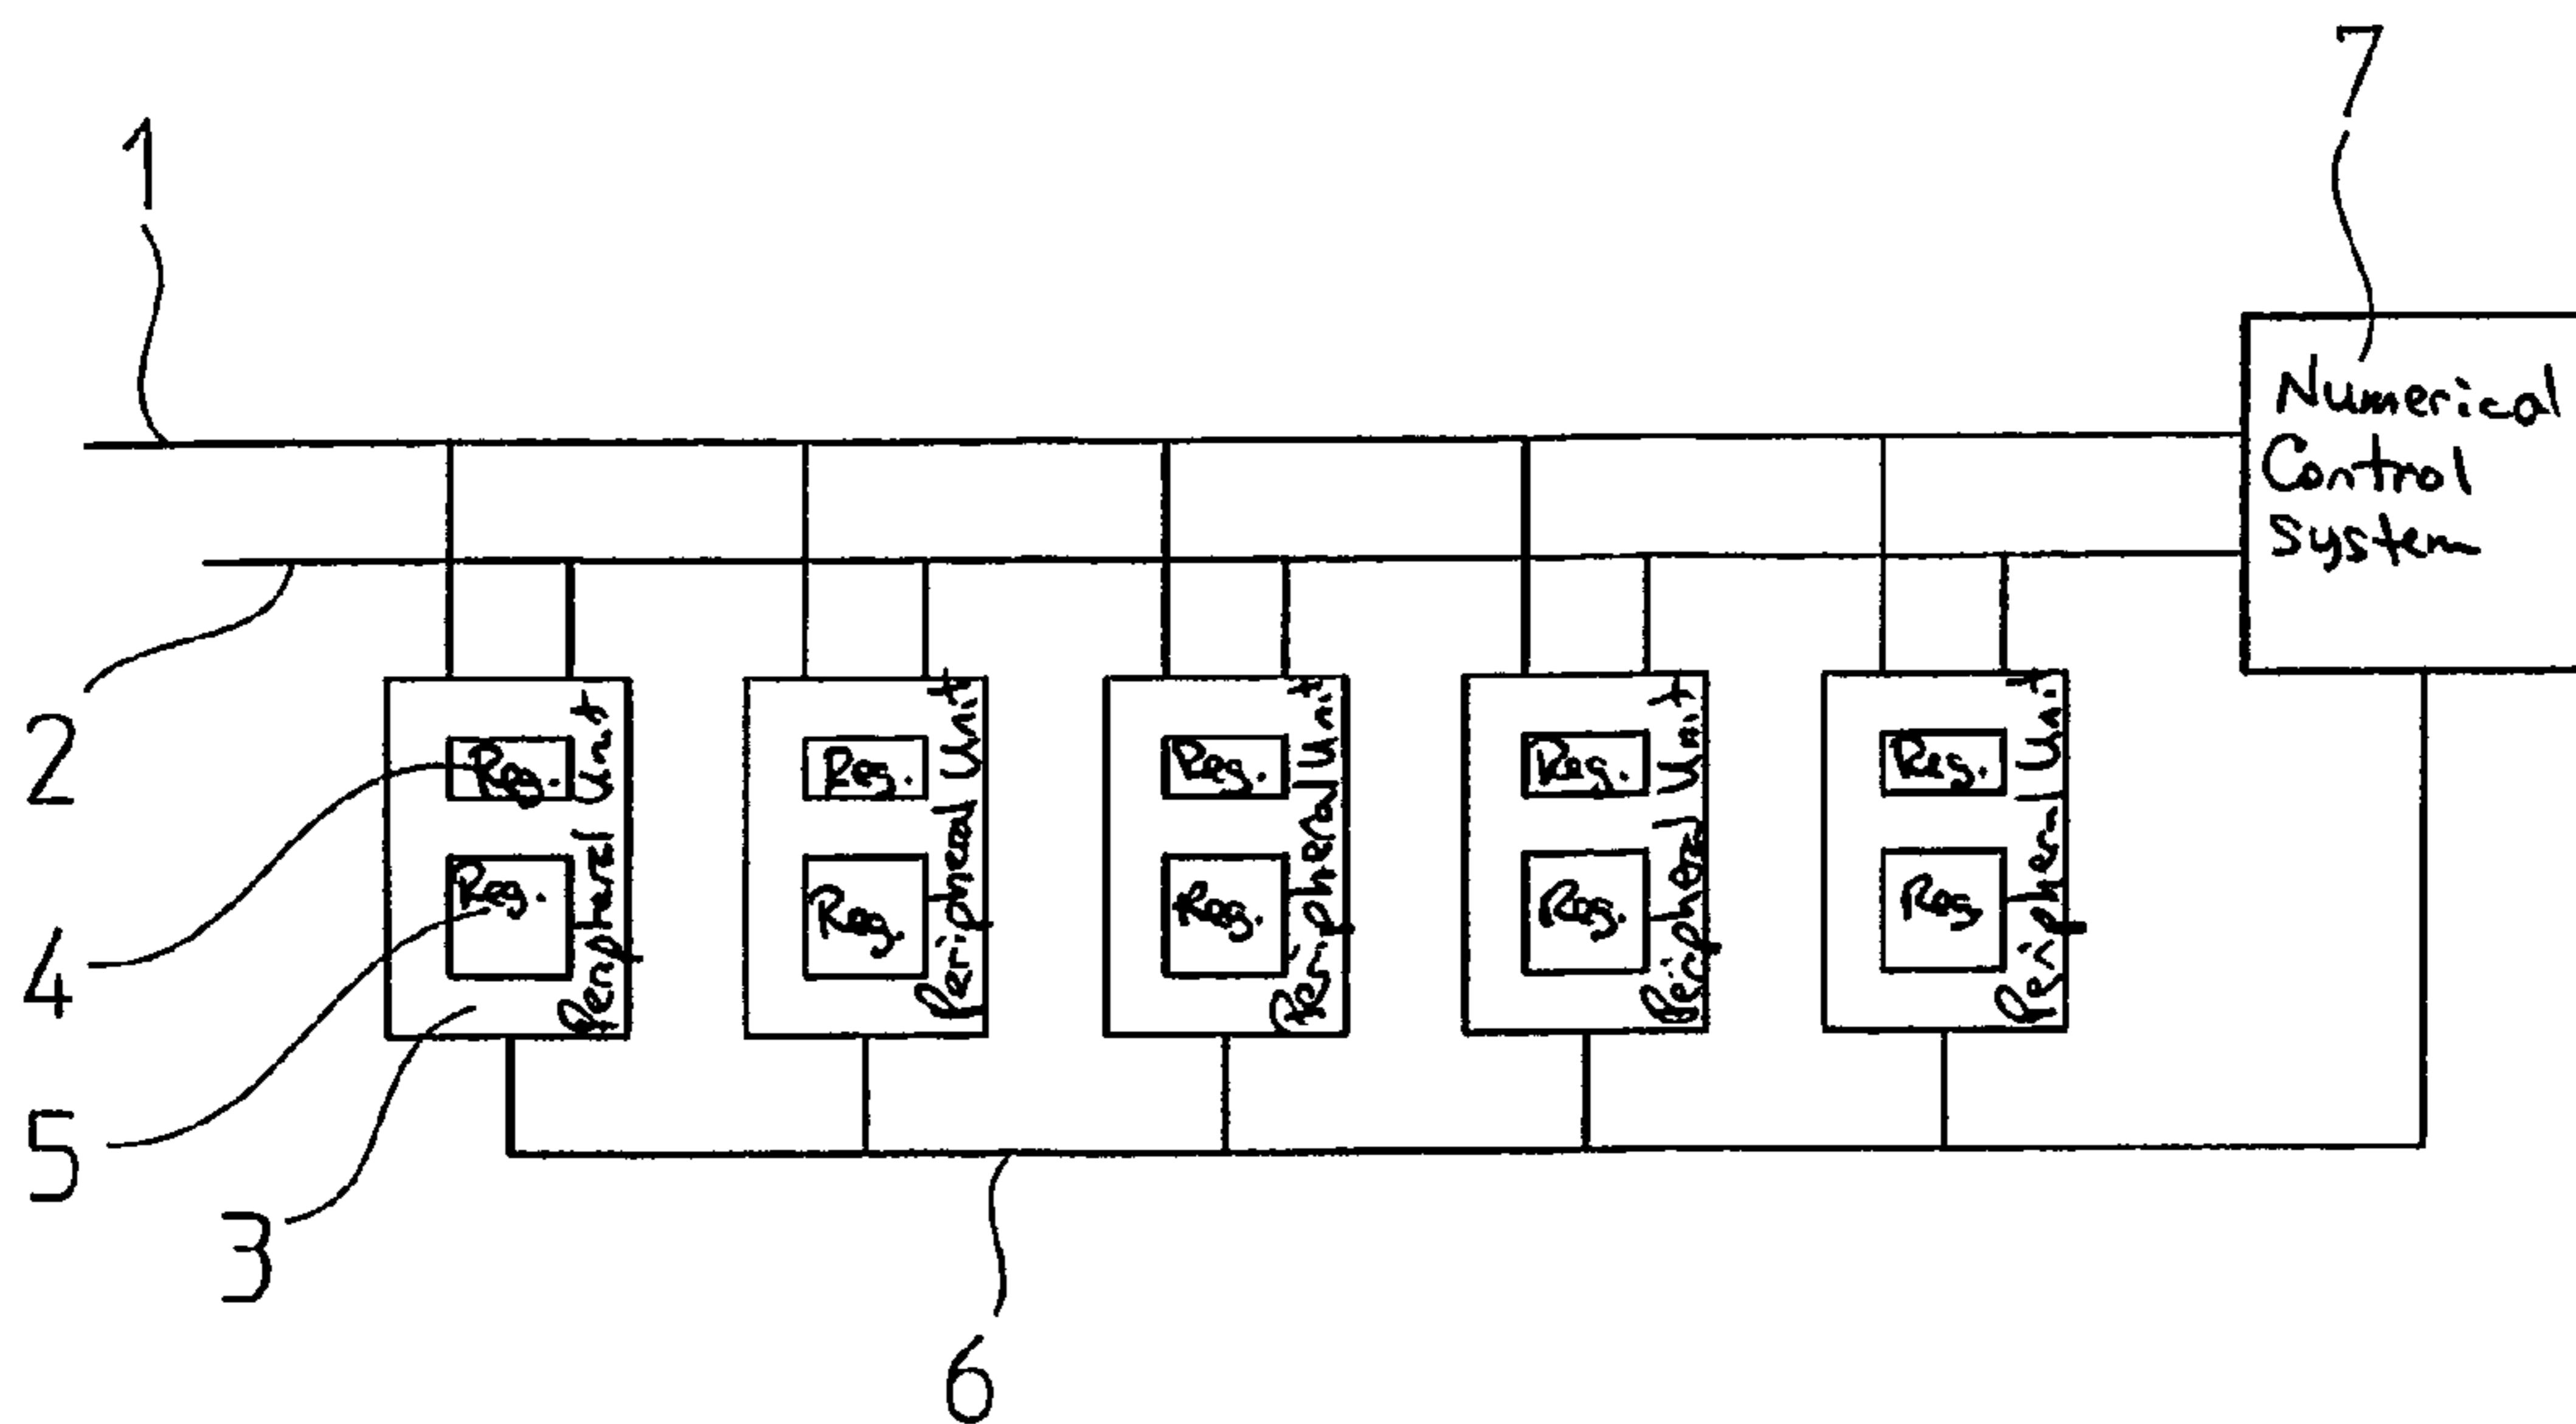 7
1
Numerical
Control
System
2
Reg.
Reg.
Peripheral Unit
Reg.
Reg.
Peripheral Unit
Reg.
Reg.
Peripheral Unit
Reg.
Reg.
Peripheral Unit
Reg.
Reg
Peripheral Unit
4
5
3
6